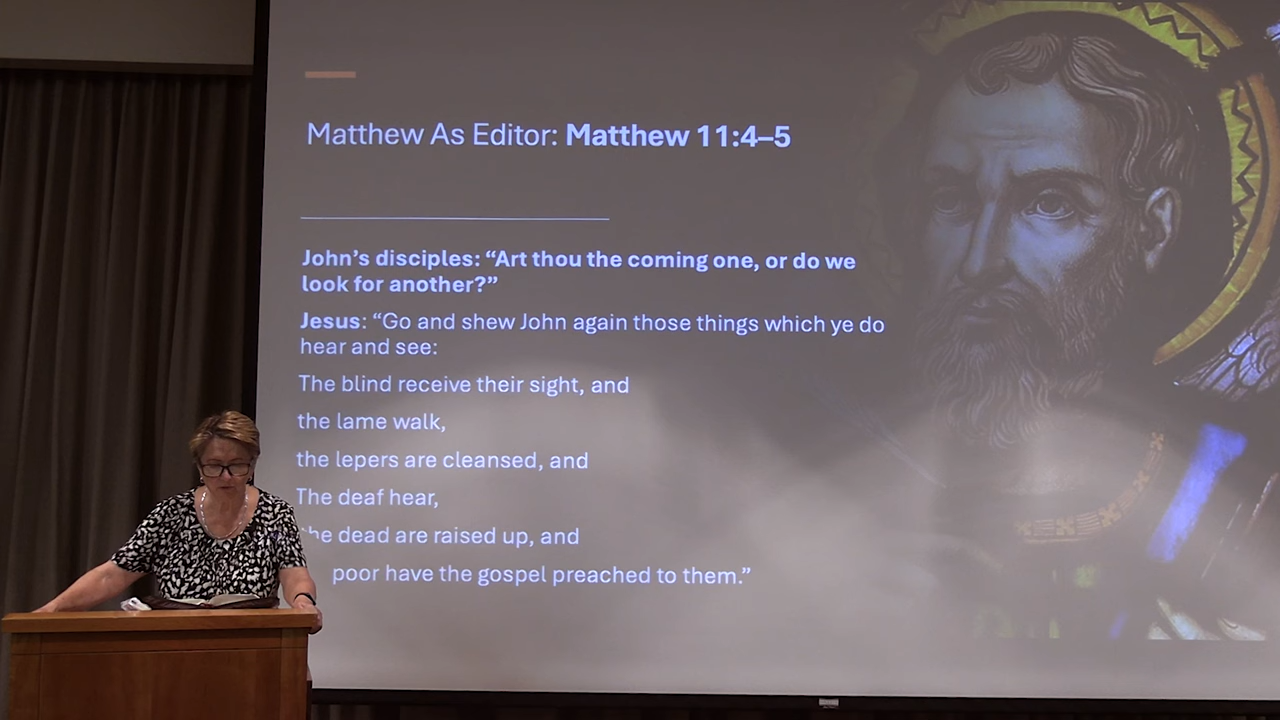 Matthew As Editor: Matthew 11:4–5
John’s disciples: “Art thou the coming one, or do we
look for another?”
Jesus: “Go and shew John again those things which ye do
hear and see:
The blind receive their sight, and
the lame walk,
the lepers are cleansed, and
The deaf hear,
the dead are raised up, and
poor have the gospel preached to them.”